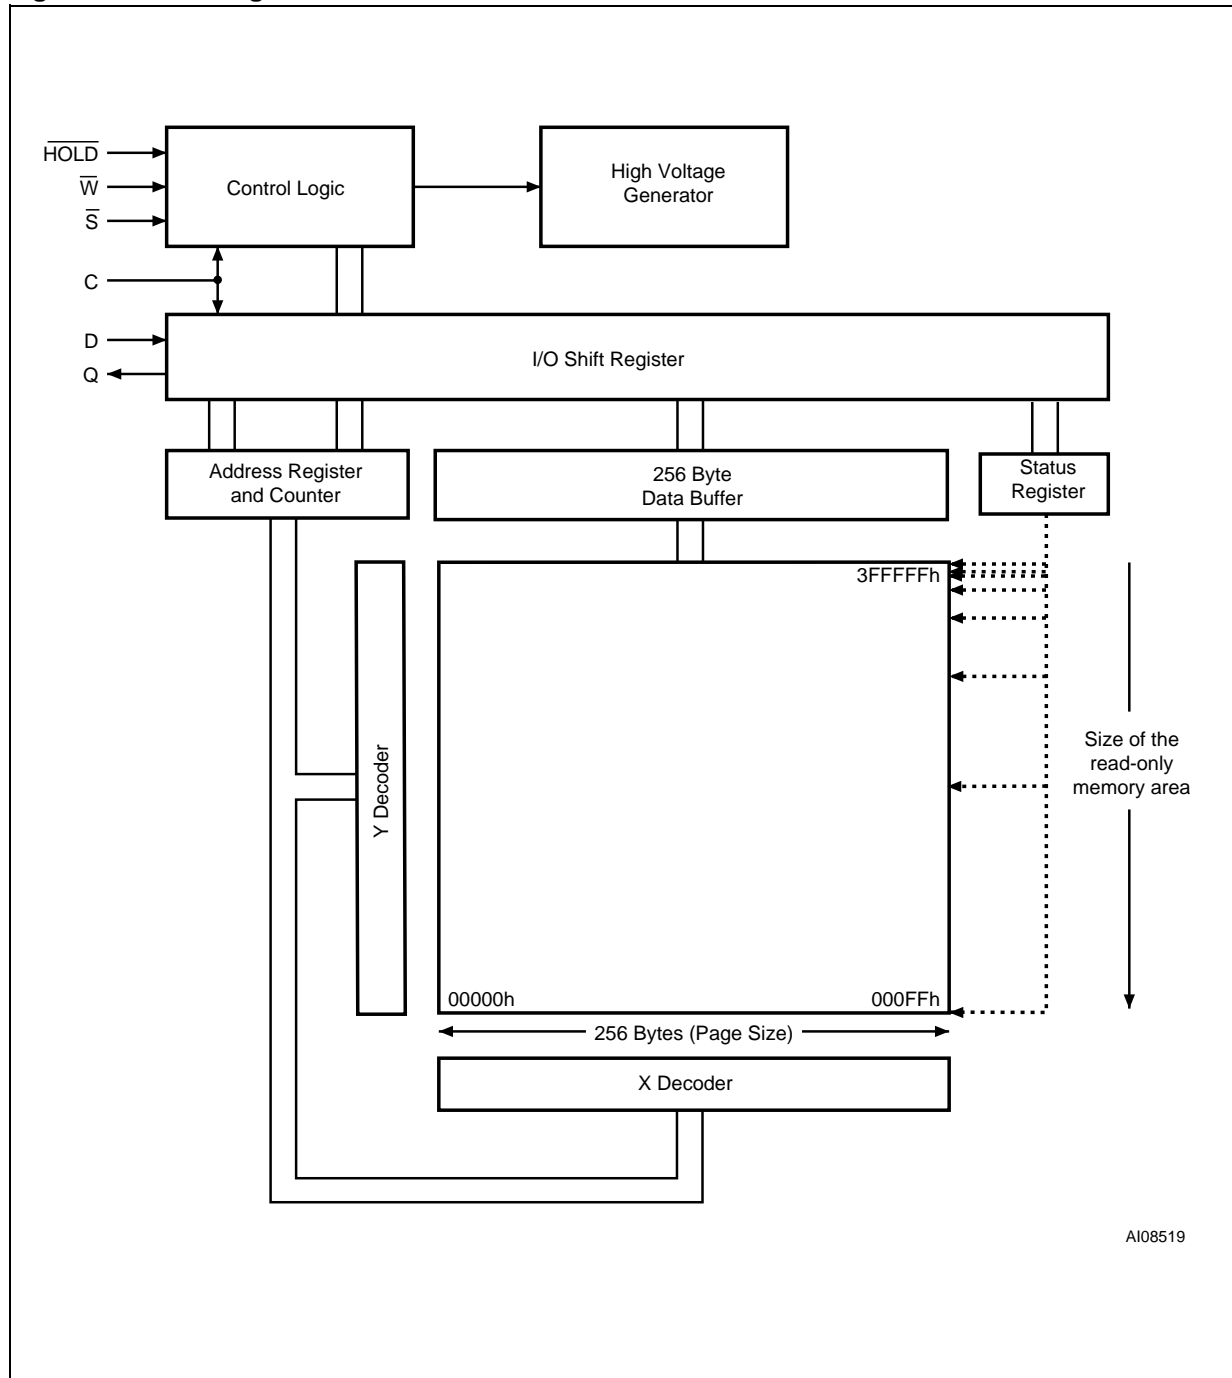 HOLD
W
S
C
D
Q
Control Logic
High Voltage
Generator
I/O Shift Register
Address Register
and Counter
256 Byte
Data Buffer
Status
Register
3FFFFFh
Y Decoder
Size of the
read-only
memory area
00000h
000FFh
256 Bytes (Page Size)
X Decoder
AI08519